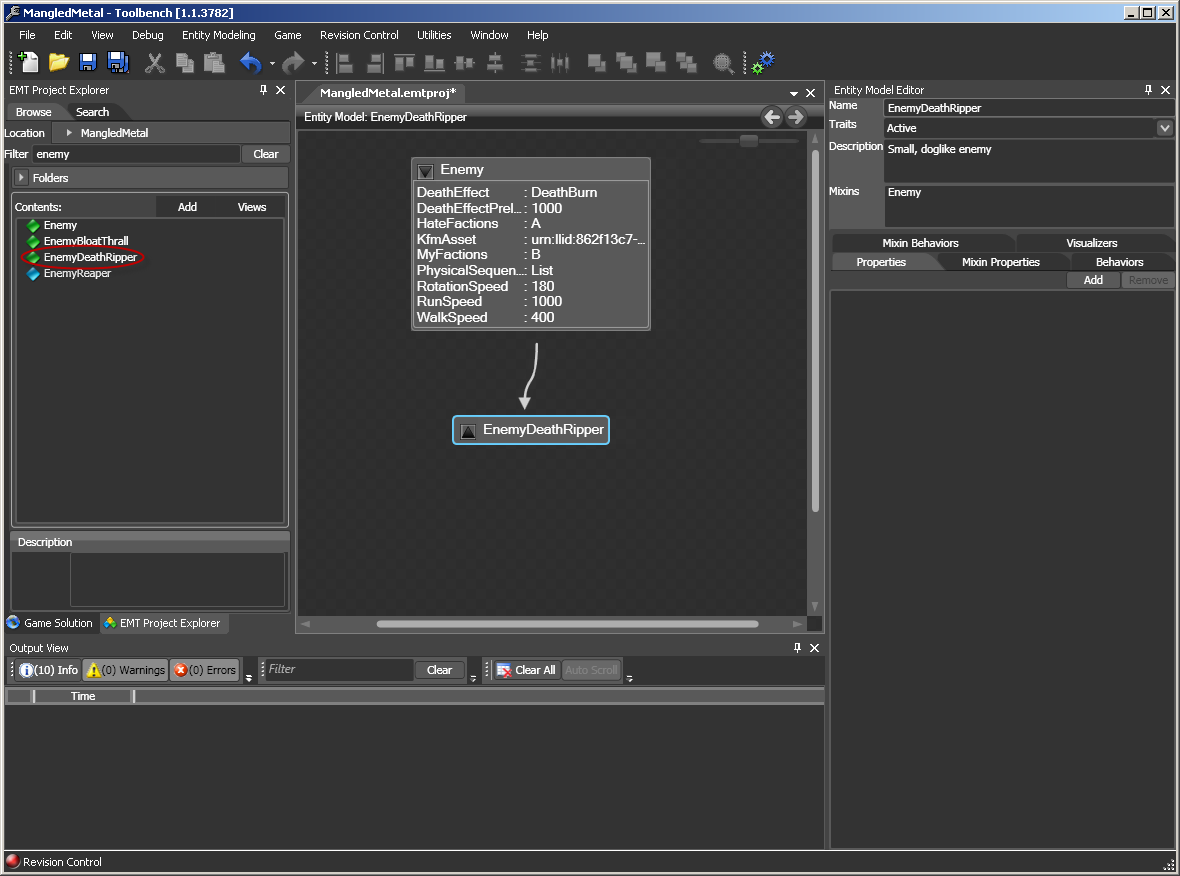 MangledMetal - Toolbench [1.1.3782]
File Edit View Debug Entity Modeling Game Revision Control Utilities Window Help
EMT Project Explorer
Browse Search
Location MangledMetal
Filter enemy Clear
Folders
Contents: Add Views
Enemy
EnemyBloatThrall
EnemyDeathRipper
EnemyReaper
Description
Game Solution EMT Project Explorer
MangledMetal.emtproj*
Entity Model: EnemyDeathRipper
Enemy
DeathEffect : DeathBurn
DeathEffectPrel... : 1000
HateFactions : A
KfmAsset : urn:llid:862f13c7-...
MyFactions : B
PhysicalSequen... : List
RotationSpeed : 180
RunSpeed : 1000
WalkSpeed : 400
EnemyDeathRipper
Entity Model Editor
Name EnemyDeathRipper
Traits Active
Description Small, doglike enemy
Mixins Enemy
Mixin Behaviors Visualizers
Properties Mixin Properties Behaviors
Add Remove
Output View
(10) Info (0) Warnings (0) Errors Filter Clear Clear All Auto Scroll
Time
Revision Control